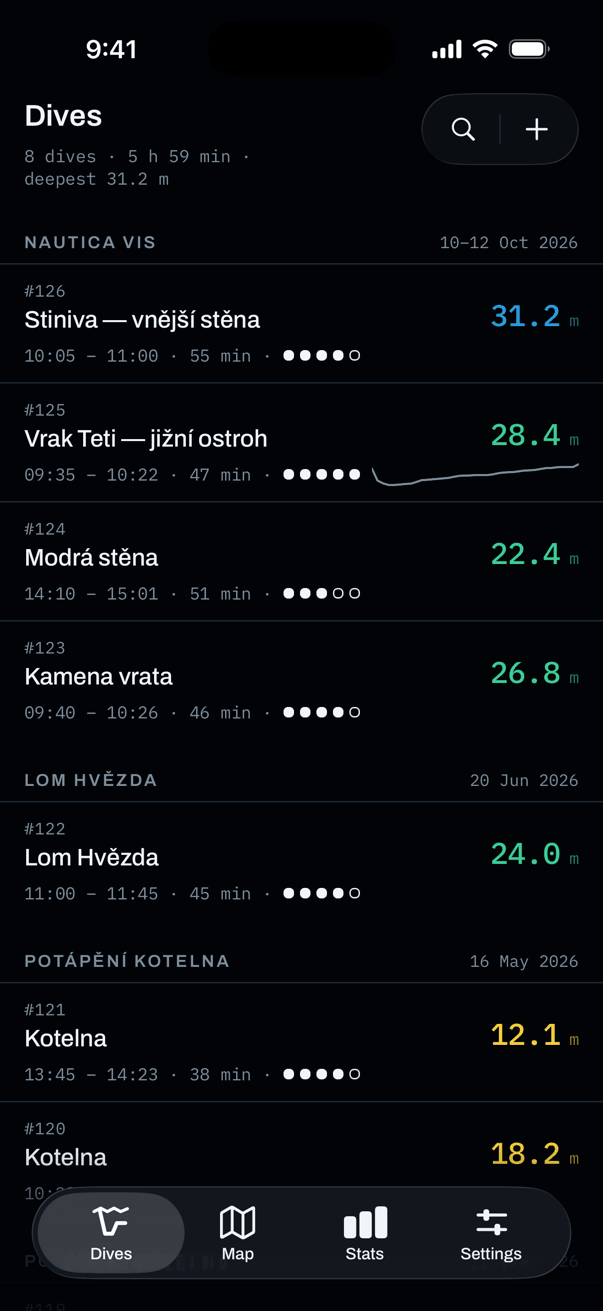 9:41
Dives
8 dives · 5 h 59 min ·
deepest 31.2 m
NAUTICA VIS 10–12 Oct 2026
#126
Stiniva — vnější stěna 31.2 m
10:05 – 11:00 · 55 min ·
#125
Vrak Teti — jižní ostroh 28.4 m
09:35 – 10:22 · 47 min ·
#124
Modrá stěna 22.4 m
14:10 – 15:01 · 51 min ·
#123
Kamena vrata 26.8 m
09:40 – 10:26 · 46 min ·
LOM HVĚZDA 20 Jun 2026
#122
Lom Hvězda 24.0 m
11:00 – 11:45 · 45 min ·
POTÁPĚNÍ KOTELNA 16 May 2026
#121
Kotelna 12.1 m
13:45 – 14:23 · 38 min ·
#120
Kotelna 18.2 m
Dives Map Stats Settings
#119